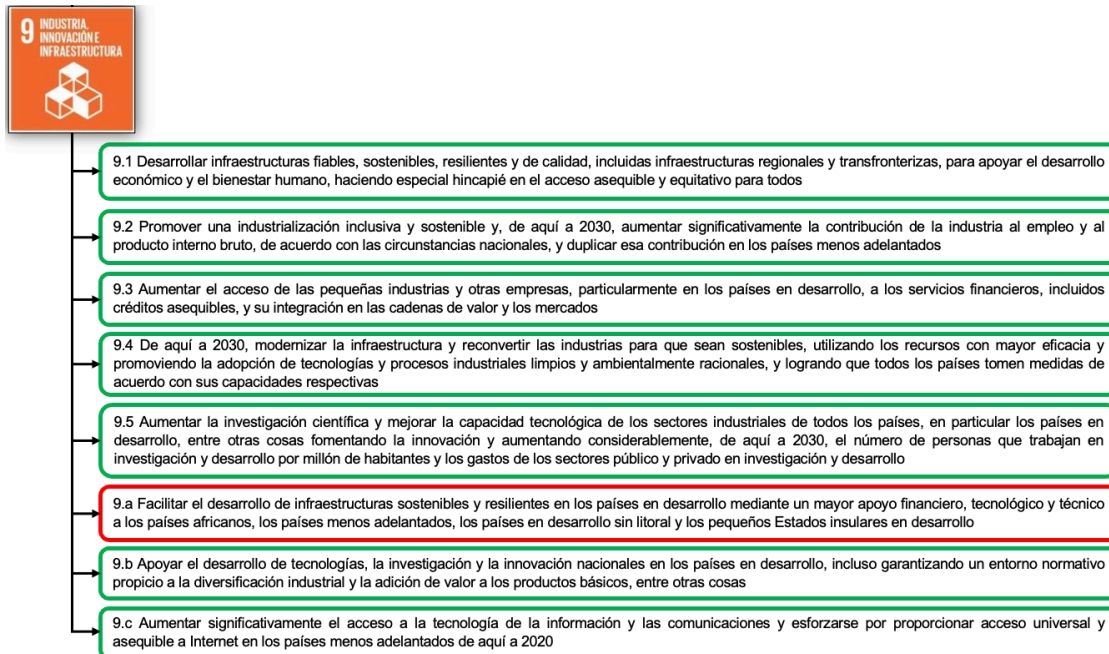 9 INDUSTRIA,
INNOVACIÓN E
INFRAESTRUCTURA
9.1 Desarrollar infraestructuras fiables, sostenibles, resilientes y de calidad, incluidas infraestructuras regionales y transfronterizas, para apoyar el desarrollo
económico y el bienestar humano, haciendo especial hincapié en el acceso asequible y equitativo para todos
9.2 Promover una industrialización inclusiva y sostenible y, de aquí a 2030, aumentar significativamente la contribución de la industria al empleo y al
producto interno bruto, de acuerdo con las circunstancias nacionales, y duplicar esa contribución en los países menos adelantados
9.3 Aumentar el acceso de las pequeñas industrias y otras empresas, particularmente en los países en desarrollo, a los servicios financieros, incluidos
créditos asequibles, y su integración en las cadenas de valor y los mercados
9.4 De aquí a 2030, modernizar la infraestructura y reconvertir las industrias para que sean sostenibles, utilizando los recursos con mayor eficacia y
promoviendo la adopción de tecnologías y procesos industriales limpios y ambientalmente racionales, y logrando que todos los países tomen medidas de
acuerdo con sus capacidades respectivas
9.5 Aumentar la investigación científica y mejorar la capacidad tecnológica de los sectores industriales de todos los países, en particular los países en
desarrollo, entre otras cosas fomentando la innovación y aumentando considerablemente, de aquí a 2030, el número de personas que trabajan en
investigación y desarrollo por millón de habitantes y los gastos de los sectores público y privado en investigación y desarrollo
9.a Facilitar el desarrollo de infraestructuras sostenibles y resilientes en los países en desarrollo mediante un mayor apoyo financiero, tecnológico y técnico
a los países africanos, los países menos adelantados, los países en desarrollo sin litoral y los pequeños Estados insulares en desarrollo
9.b Apoyar el desarrollo de tecnologías, la investigación y la innovación nacionales en los países en desarrollo, incluso garantizando un entorno normativo
propicio a la diversificación industrial y la adición de valor a los productos básicos, entre otras cosas
9.c Aumentar significativamente el acceso a la tecnología de la información y las comunicaciones y esforzarse por proporcionar acceso universal y
asequible a Internet en los países menos adelantados de aquí a 2020